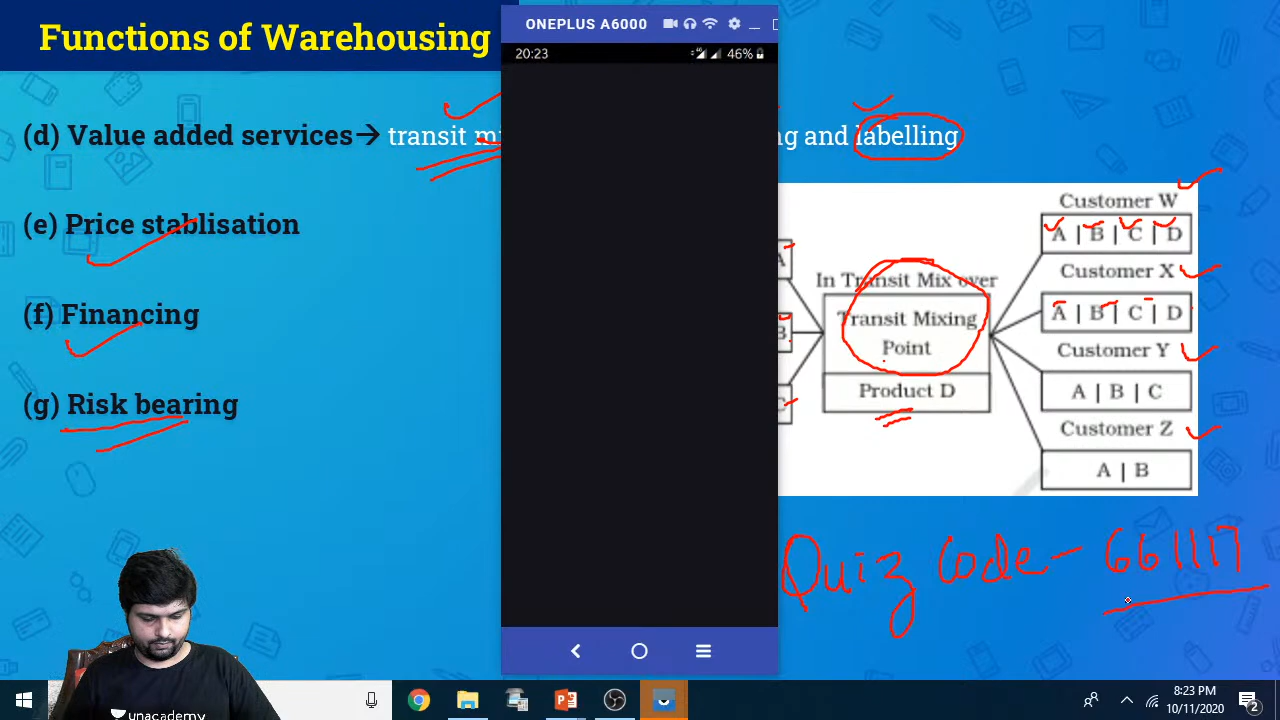 Functions of Warehousing
ONEPLUS A6000
20:23
46%
(d) Value added services→ transit
and labelling
(e) Price stablisation
(f) Financing
(g) Risk bearing
A
B
C
In Transit Mix over
Transit Mixing
Point
Product D
Customer W
A | B | C | D
Customer X
A | B | C | D
Customer Y
A | B | C
Customer Z
A | B
Quiz code-
unacademy
8:23 PM
10/11/2020
2